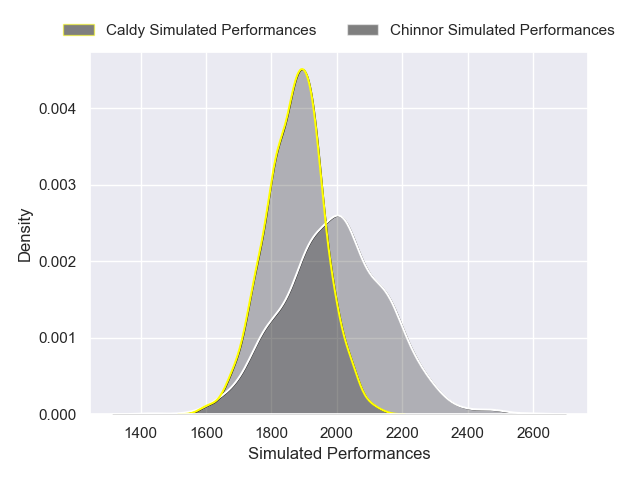 Caldy Simulated Performances Chinnor Simulated Performances
0.004
0.003
0.002
0.001
0.000
Density
1400 1600 1800 2000 2200 2400 2600
Simulated Performances